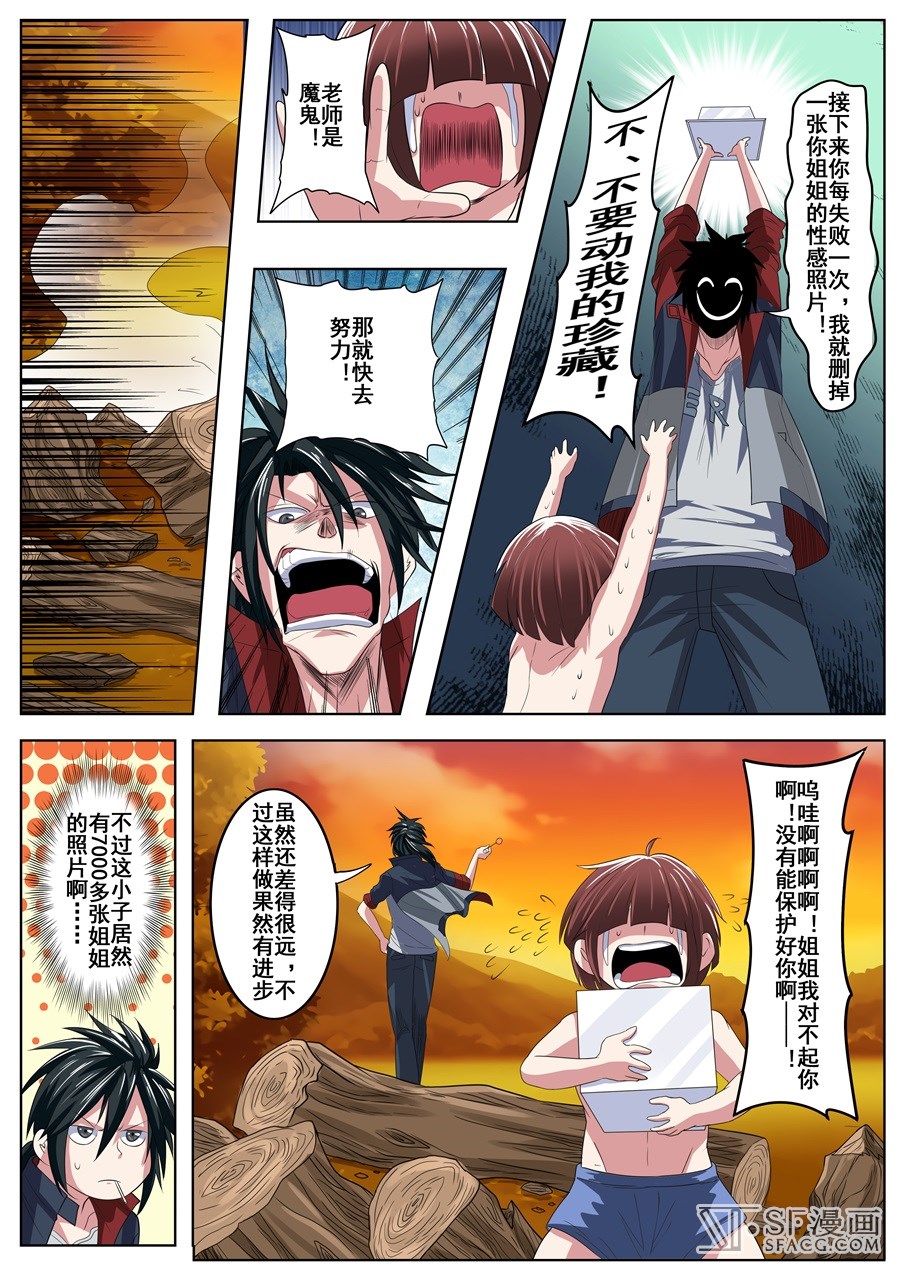 接下来你每失败一次，我就删掉
一张你姐姐的性感照片！
不、不要动我的珍藏！
老师是
魔鬼！
那就快去
努力！
呜哇啊啊啊啊！姐姐我对不起你
啊！没有能保护好你啊——！
虽然还差得很远，不
过这样做果然有进步
不过这小子居然
有7000多张姐姐
的照片啊……
SF漫画
SFACG.COM